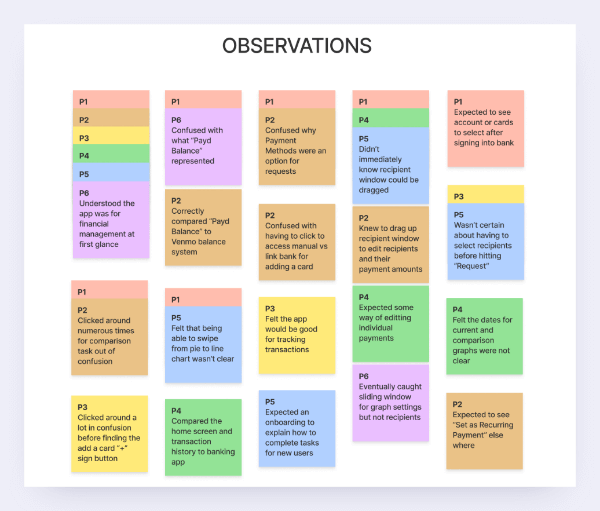 OBSERVATIONS
P1
P2
P3
P4
P5
P6
Understood the
app was for
financial
management at
first glance
P1
P2
Clicked around
numerous times
for comparison
task out of
confusion
P3
Clicked around a
lot in confusion
before finding the
add a card "+"
sign button
P1
P6
Confused with
what "Payd
Balance"
represented
P2
Correctly
compared "Payd
Balance" to
Venmo balance
system
P1
P5
Felt that being
able to swipe
from pie to line
chart wasn't clear
P4
Compared the
home screen and
transaction
history to banking
app
P1
P2
Confused why
Payment
Methods were an
option for
requests
P2
Confused with
having to click to
access manual vs
link bank for
adding a card
P3
Felt the app
would be good
for tracking
transactions
P5
Expected an
onboarding to
explain how to
complete tasks
for new users
P1
P4
P5
Didn't
immediately
know recipient
window could be
dragged
P2
Knew to drag up
recipient window
to edit recipients
and their
payment amounts
P4
Expected some
way of editting
individual
payments
P6
Eventually caught
sliding window
for graph settings
but not recipients
P1
Expected to see
account or cards
to select after
signing into bank
P3
P5
Wasn't certain
about having to
select recipients
before hitting
"Request"
P4
Felt the dates for
current and
comparison
graphs were not
clear
P2
Expected to see
"Set as Recurring
Payment" else
where